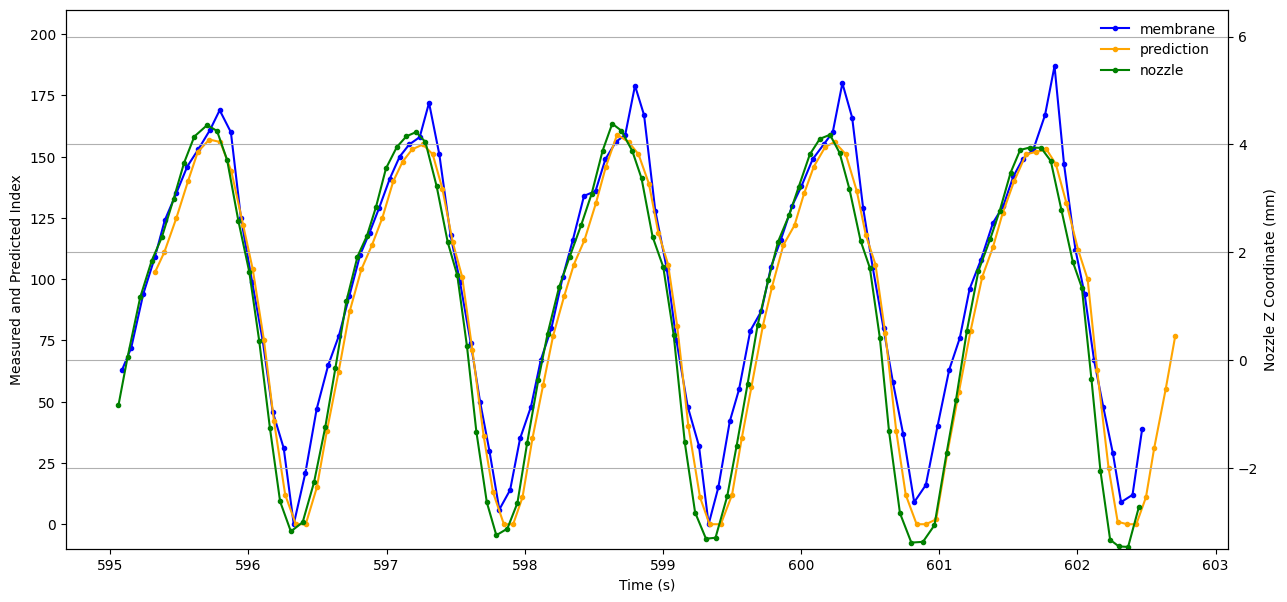 membrane
prediction
nozzle
Measured and Predicted Index
200
175
150
125
100
75
50
25
0
6
4
2
0
−2
Nozzle Z Coordinate (mm)
595 596 597 598 599 600 601 602 603
Time (s)